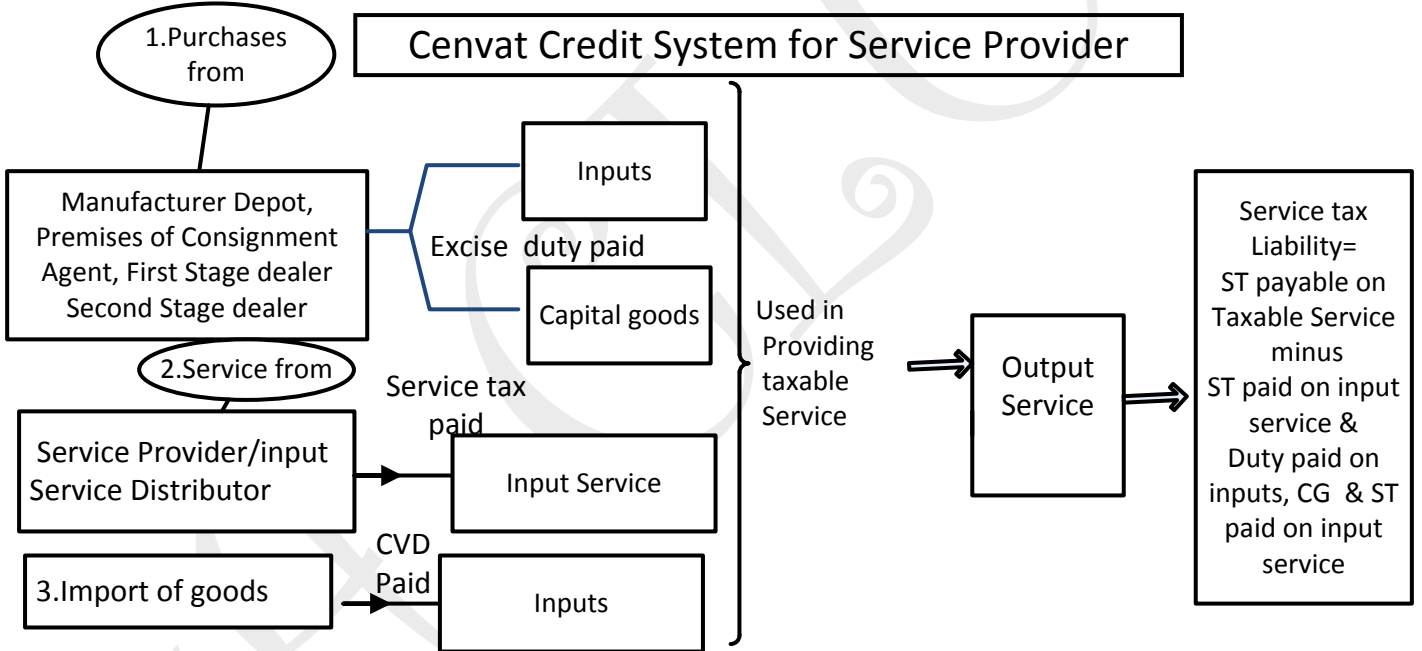 Cenvat Credit System for Service Provider
1.Purchases
from
Manufacturer Depot,
Premises of Consignment
Agent, First Stage dealer
Second Stage dealer
Inputs
Excise duty paid
Capital goods
2.Service from
Service Provider/input
Service Distributor
Service tax
paid
Input Service
3.Import of goods
CVD
Paid
Inputs
Used in
Providing
taxable
Service
Output
Service
Service tax
Liability=
ST payable on
Taxable Service
minus
ST paid on input
service &
Duty paid on
inputs, CG & ST
paid on input
service